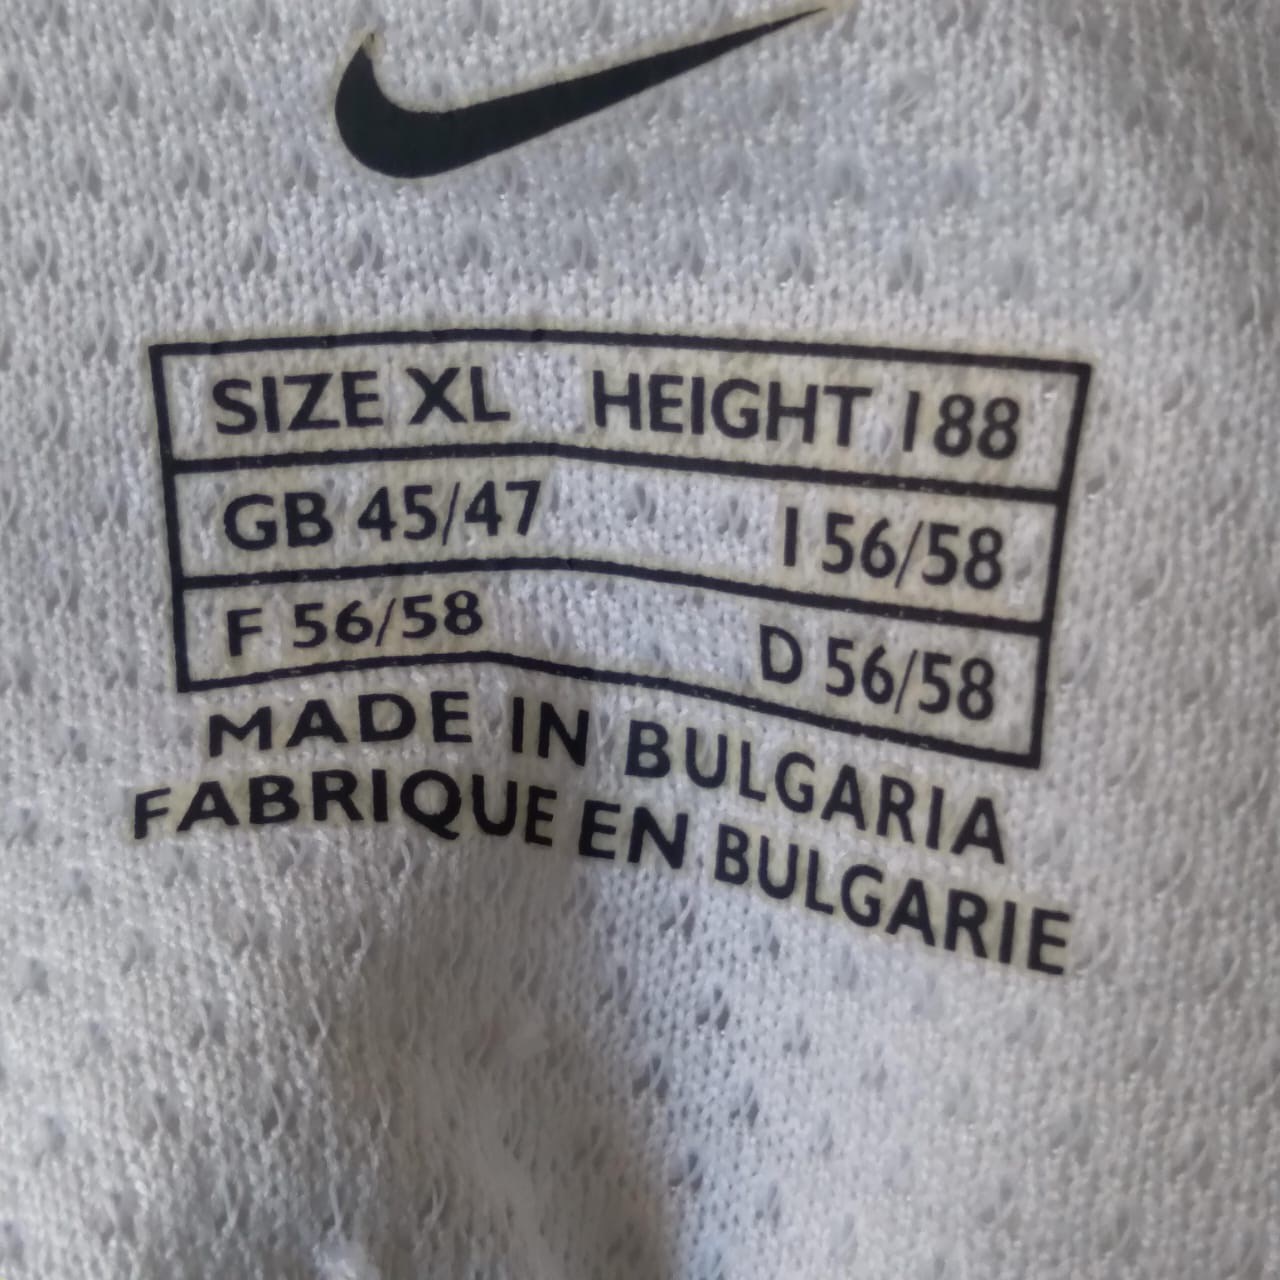 SIZE XL HEIGHT 188
GB 45/47 I 56/58
F 56/58 D 56/58
MADE IN BULGARIA
FABRIQUE EN BULGARIE